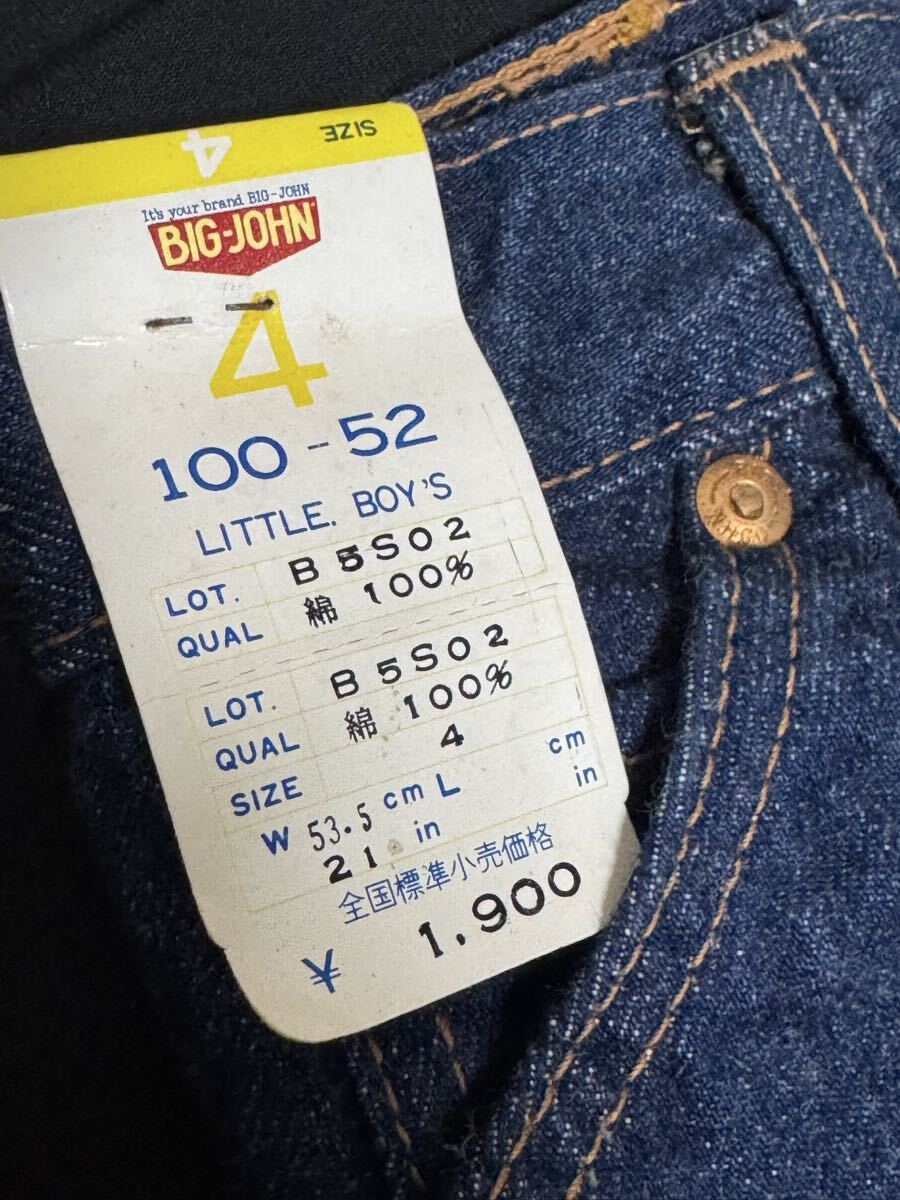 SIZE
4
It's your brand BIG-JOHN
BIG-JOHN
4
100-52
LITTLE. BOY'S
LOT. B5S02
QUAL 綿 100%
LOT. B5S02
QUAL 綿 100%
SIZE 4
W 53.5 cm L cm
21 in in
全国標準小売価格
¥ 1,900